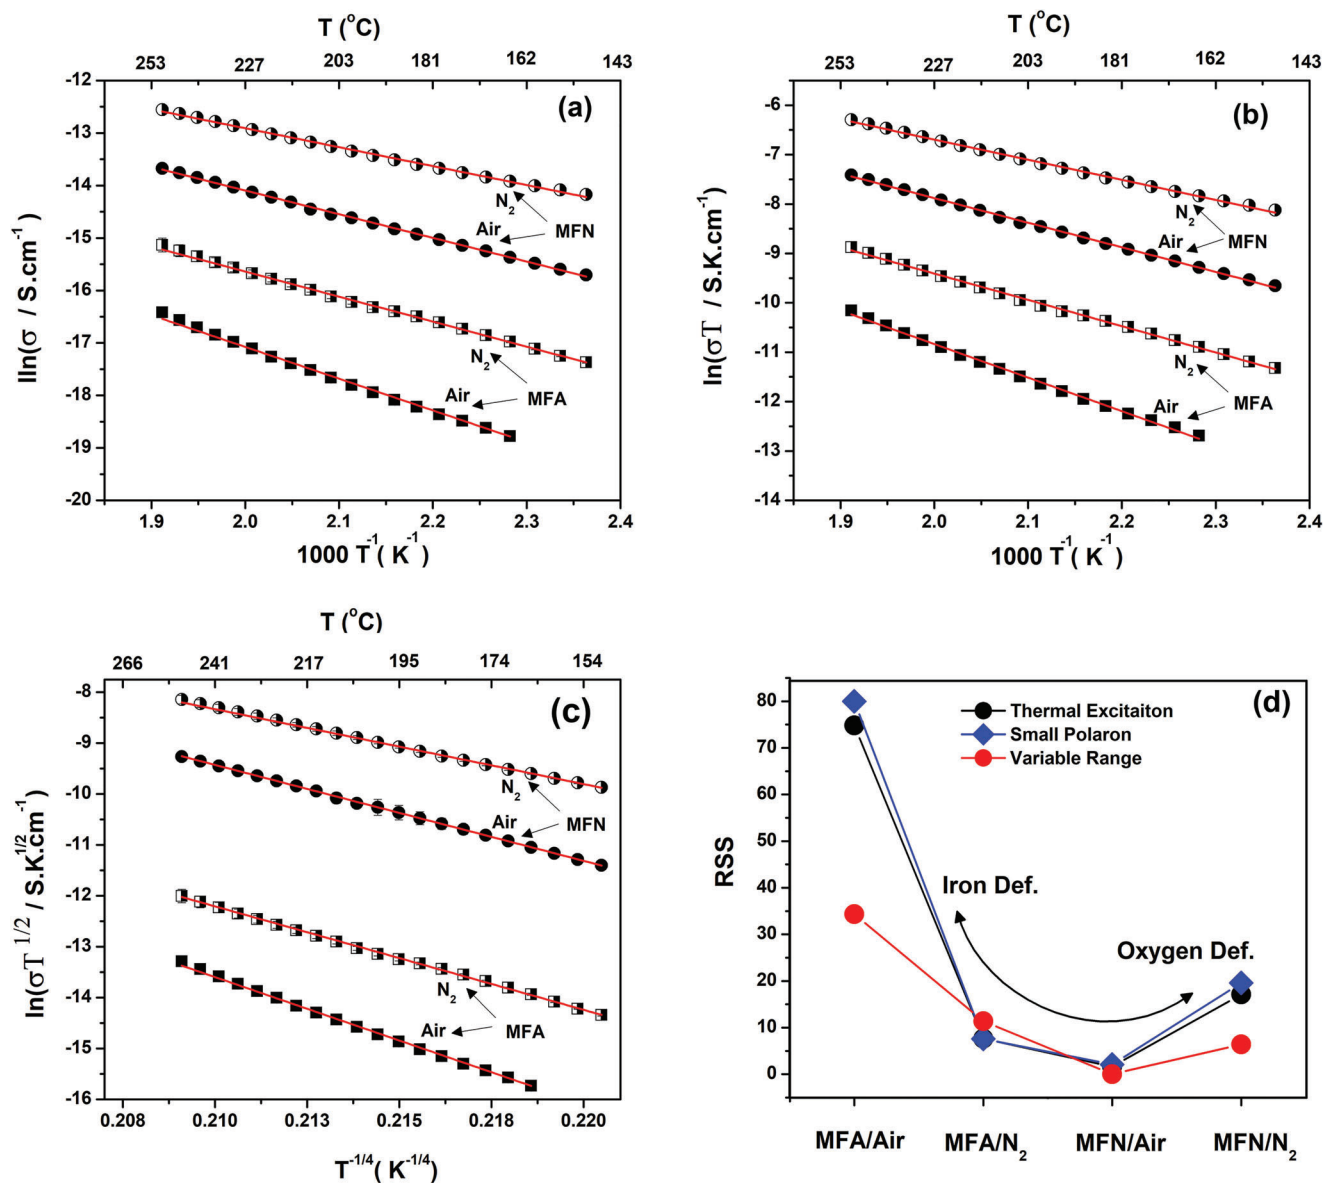 T (°C)
253 227 203 181 162 143
-12
-13
-14
-15
-16
-17
-18
-19
-20
lln(σ / S.cm⁻¹)
(a)
N₂
Air
MFN
N₂
Air
MFA
1.9 2.0 2.1 2.2 2.3 2.4
1000 T⁻¹( K⁻¹)
T (°C)
253 227 203 181 162 143
-6
-7
-8
-9
-10
-11
-12
-13
-14
ln(σT / S.K.cm⁻¹)
(b)
N₂
Air
MFN
N₂
Air
MFA
1.9 2.0 2.1 2.2 2.3 2.4
1000 T⁻¹( K⁻¹)
T (°C)
266 241 217 195 174 154
-8
-9
-10
-11
-12
-13
-14
-15
-16
ln(σT 1/2 / S.K.1/2cm⁻¹)
(c)
N₂
Air
MFN
N₂
Air
MFA
0.208 0.210 0.213 0.215 0.218 0.220
T⁻¹/⁴( K⁻¹/⁴)
80
70
60
50
40
30
20
10
0
RSS
(d)
Thermal Excitaiton
Small Polaron
Variable Range
Iron Def.
Oxygen Def.
MFA/Air MFA/N₂ MFN/Air MFN/N₂